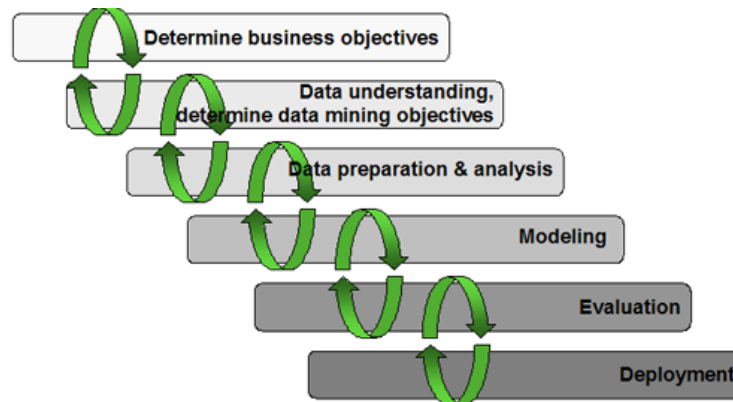 Determine business objectives
Data understanding,
determine data mining objectives
Data preparation & analysis
Modeling
Evaluation
Deployment